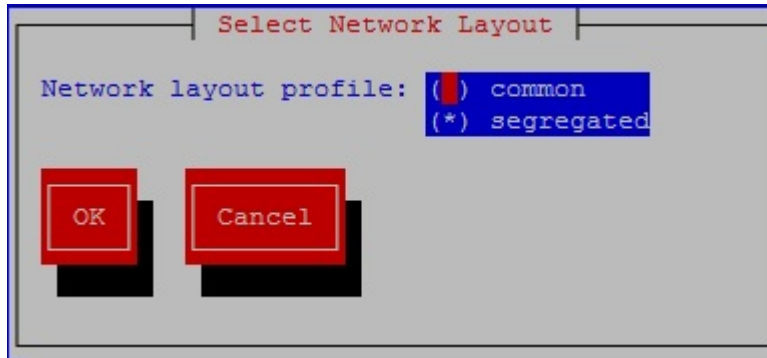 Select Network Layout
Network layout profile: ( ) common
(*) segregated
OK Cancel